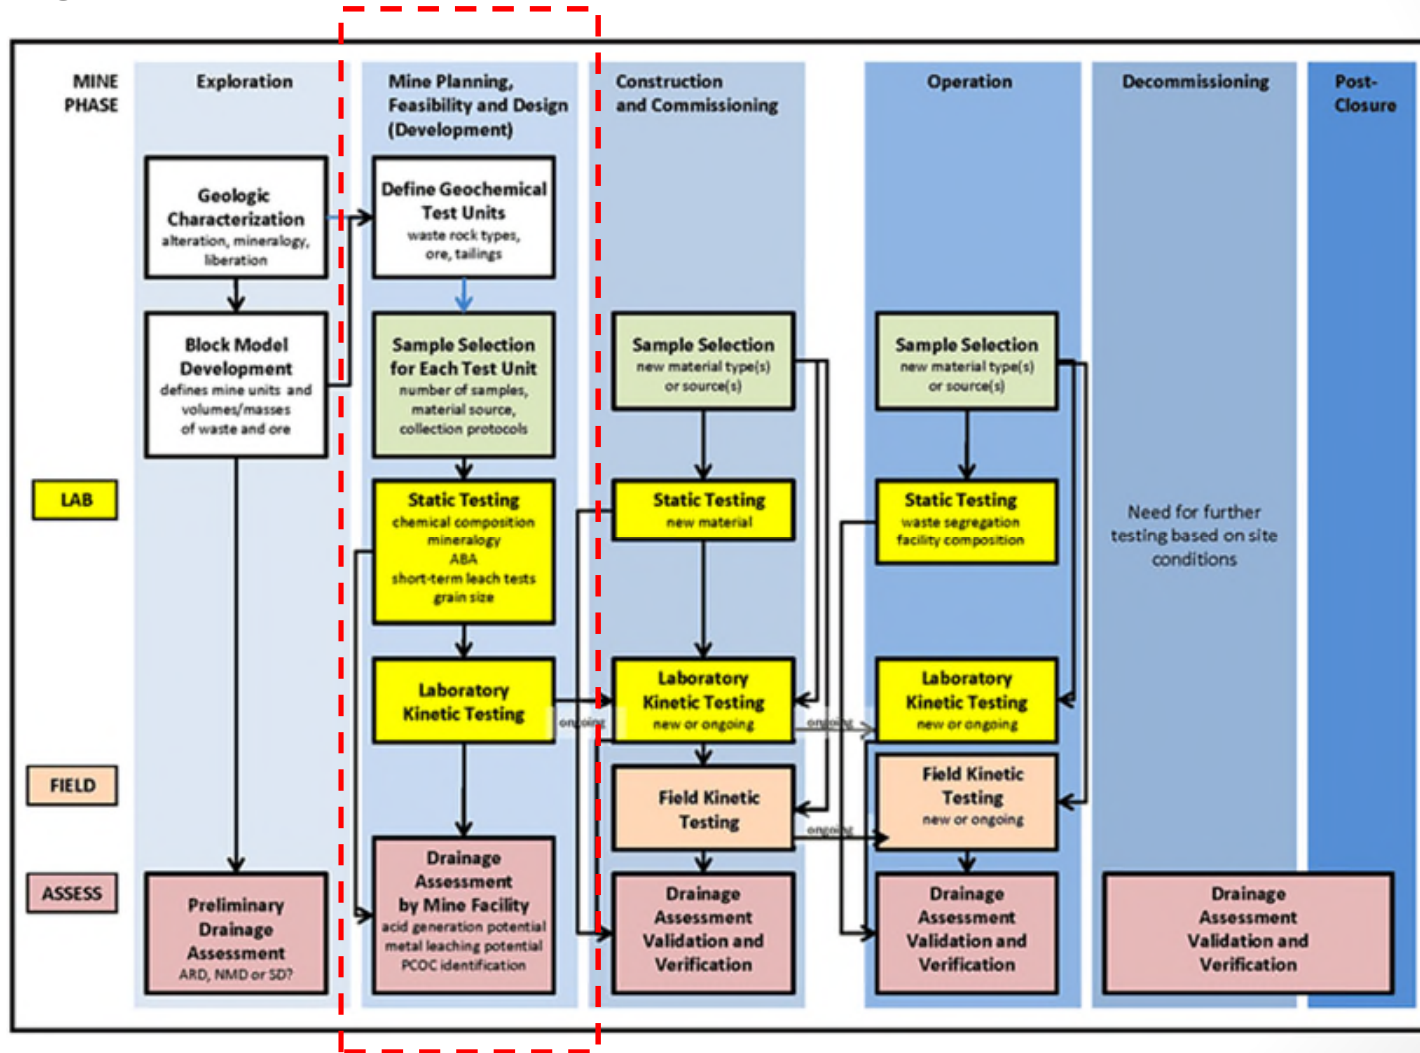 MINE
PHASE
Exploration
Mine Planning,
Feasibility and Design
(Development)
Construction
and Commissioning
Operation
Decommissioning
Post-
Closure
Geologic
Characterization
alteration, mineralogy,
liberation
Define Geochemical
Test Units
waste rock types,
ore, tailings
Block Model
Development
defines mine units and
volumes/masses
of waste and ore
Sample Selection
for Each Test Unit
number of samples,
material source,
collection protocols
Sample Selection
new material type(s)
or source(s)
Sample Selection
new material type(s)
or source(s)
LAB
Static Testing
chemical composition
mineralogy
ABA
short-term leach tests
grain size
Static Testing
new material
Static Testing
waste segregation
facility composition
Need for further
testing based on site
conditions
Laboratory
Kinetic Testing
ongoing
Laboratory
Kinetic Testing
new or ongoing
ongoing
Laboratory
Kinetic Testing
new or ongoing
FIELD
Field Kinetic
Testing
ongoing
Field Kinetic
Testing
new or ongoing
ASSESS
Preliminary
Drainage
Assessment
ARD, NMD or SD?
Drainage
Assessment
by Mine Facility
acid generation potential
metal leaching potential
PCOC identification
Drainage
Assessment
Validation and
Verification
Drainage
Assessment
Validation and
Verification
Drainage
Assessment
Validation and
Verification